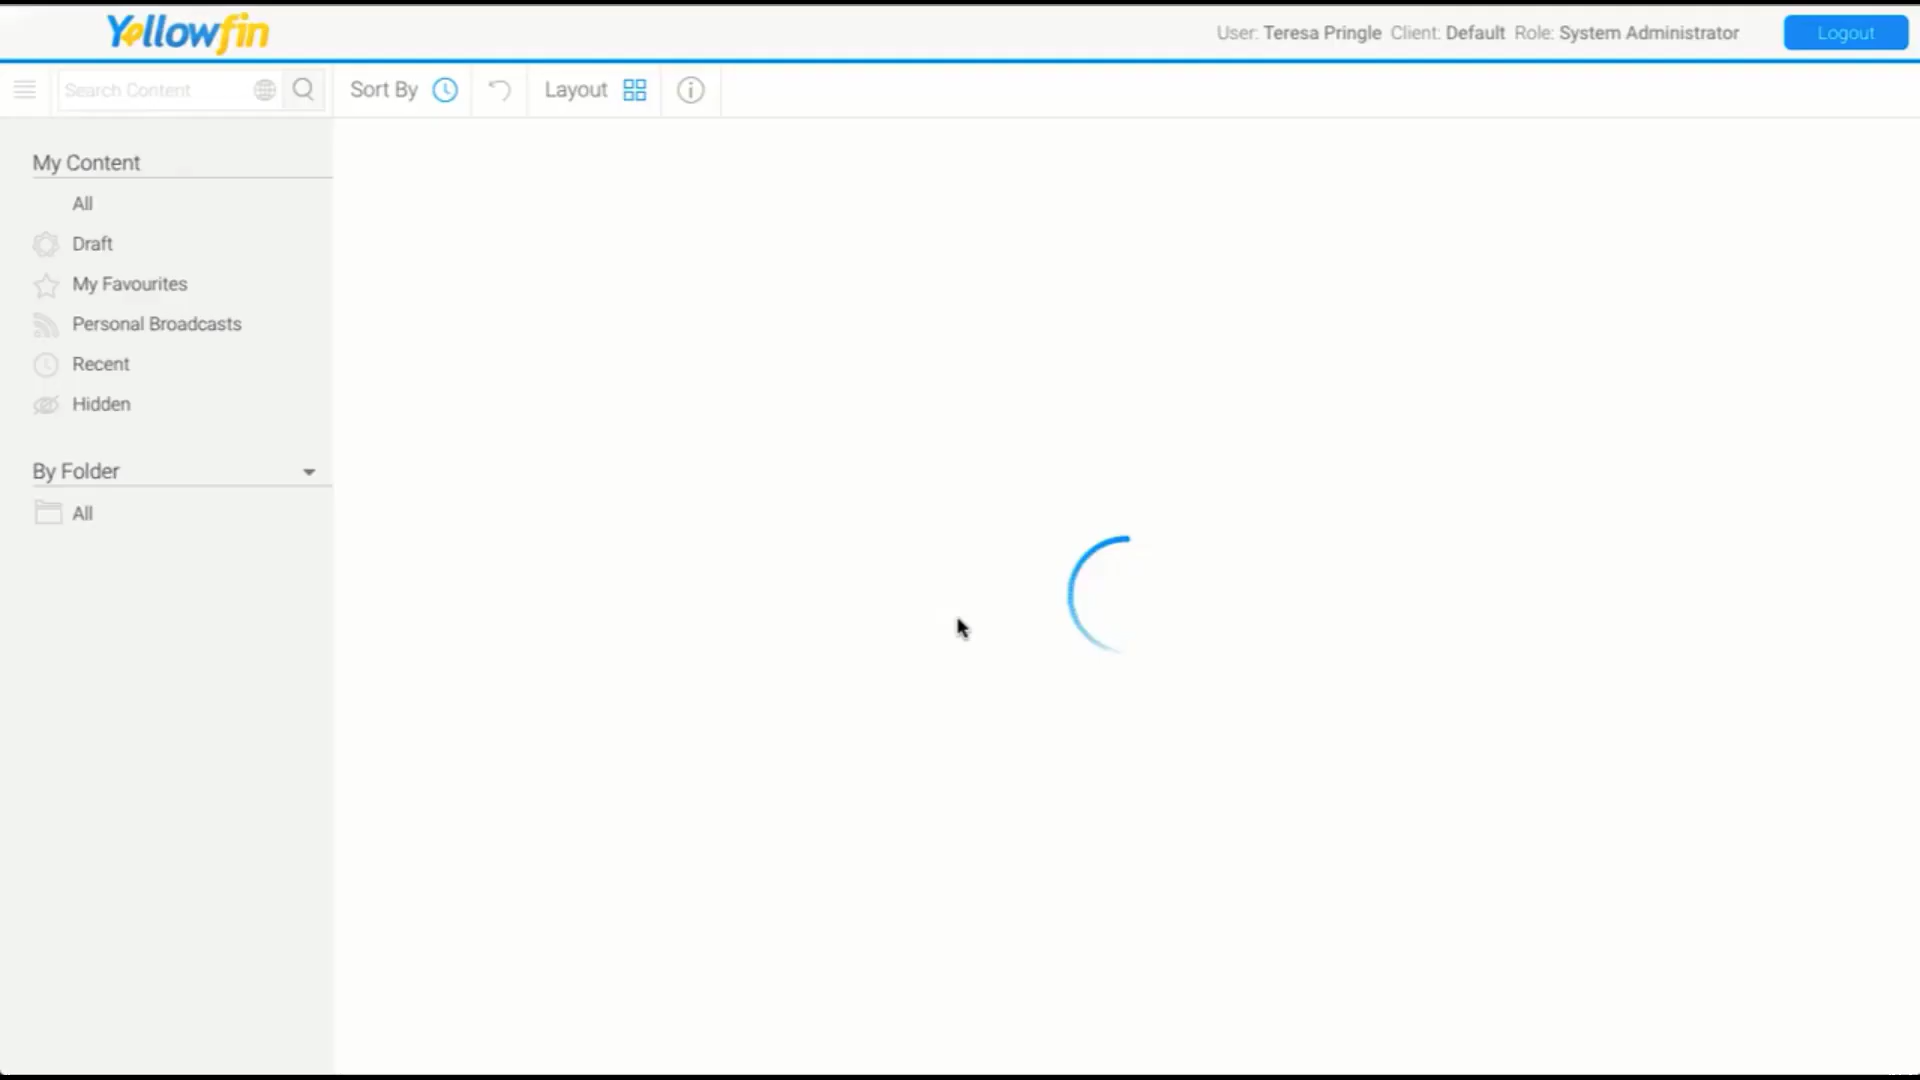 Yellowfin
User: Teresa Pringle Client: Default Role: System Administrator
Logout
Search Content
Sort By
Layout
My Content
All
Draft
My Favourites
Personal Broadcasts
Recent
Hidden
By Folder
All